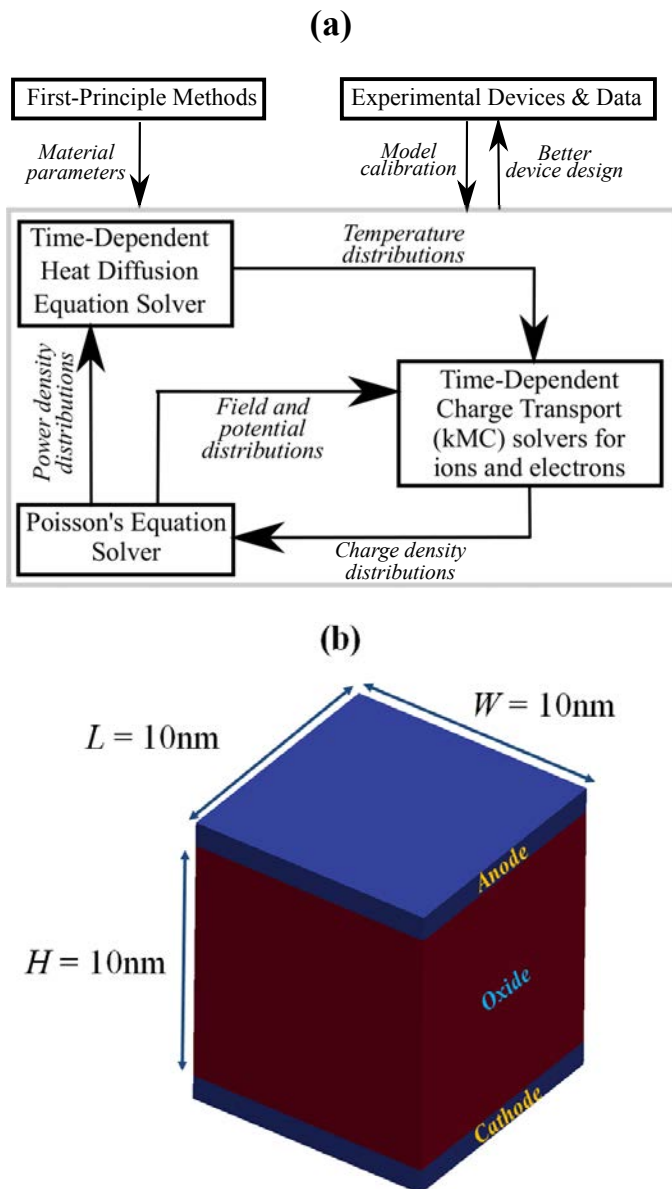 (a)
First-Principle Methods
Experimental Devices & Data
Material
parameters
Model
calibration
Better
device design
Time-Dependent
Heat Diffusion
Equation Solver
Temperature
distributions
Power density
distributions
Field and
potential
distributions
Time-Dependent
Charge Transport
(kMC) solvers for
ions and electrons
Poisson's Equation
Solver
Charge density
distributions
(b)
L = 10nm
W = 10nm
H = 10nm
Anode
Oxide
Cathode